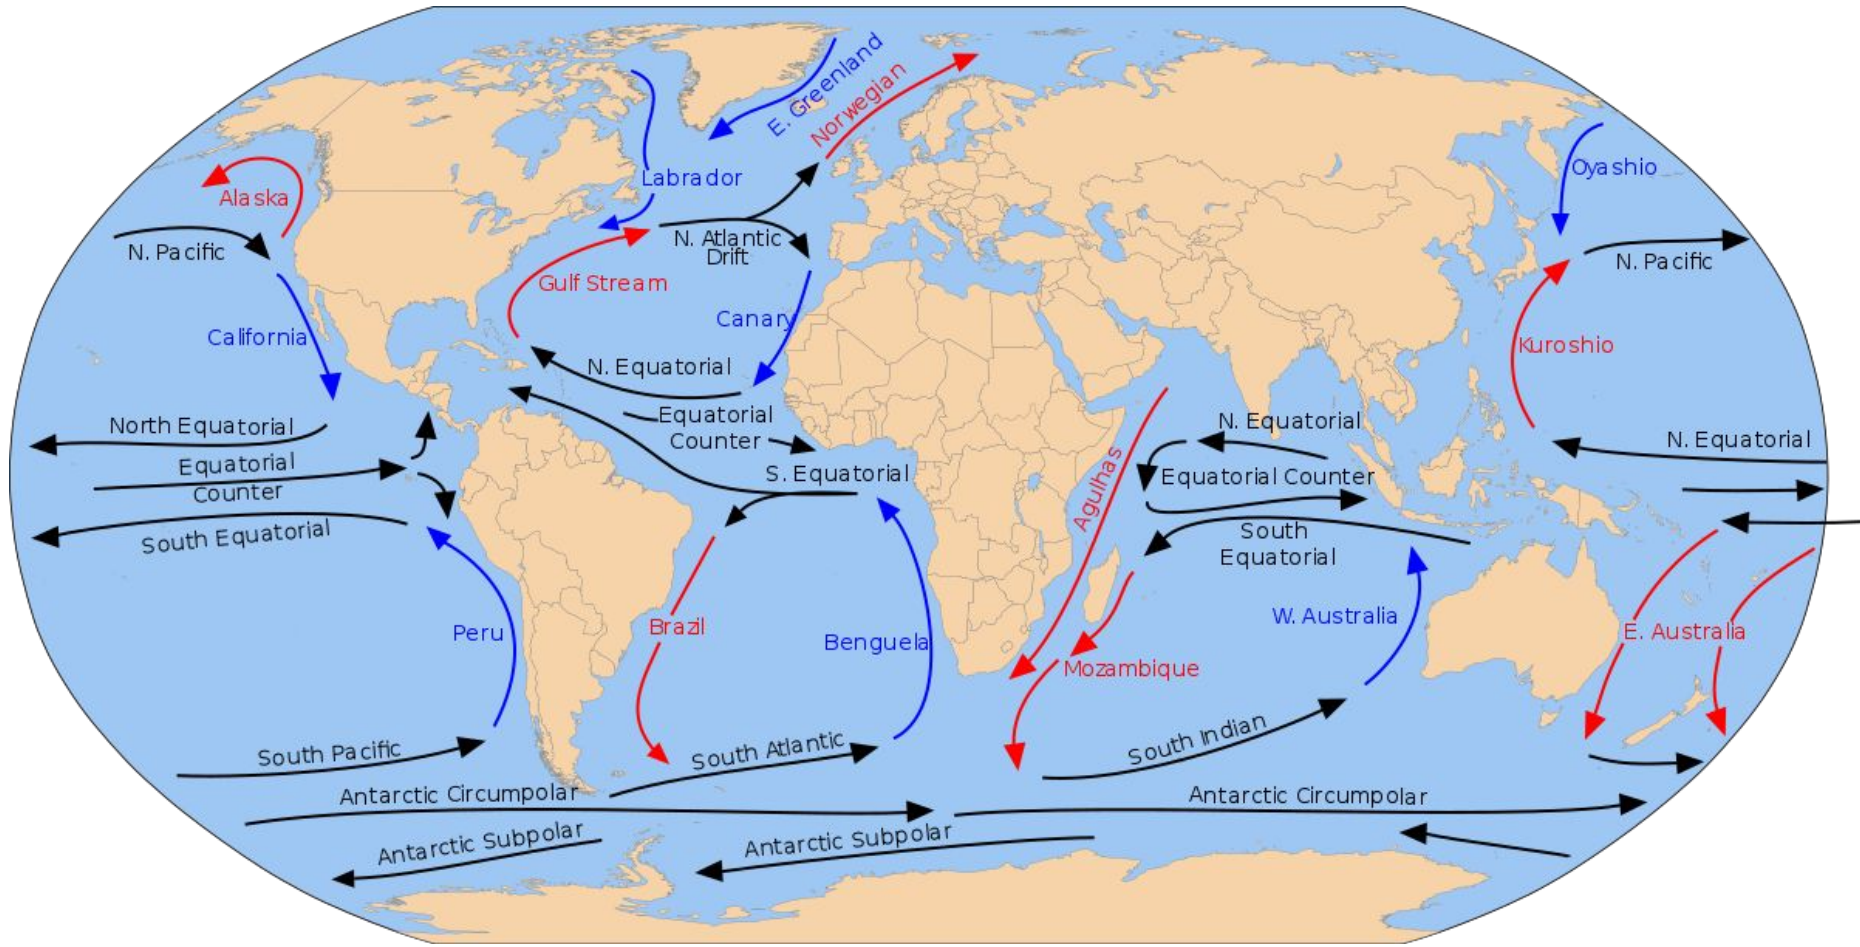 E. Greenland
Norwegian
Labrador
Oyashio
Alaska
N. Pacific
N. Atlantic
Drift
N. Pacific
Gulf Stream
Canary
California
Kuroshio
N. Equatorial
Equatorial
Counter
North Equatorial
N. Equatorial
N. Equatorial
Equatorial
Counter
S. Equatorial
Agulhas
Equatorial Counter
South Equatorial
South
Equatorial
Peru
Brazil
Benguela
W. Australia
E. Australia
Mozambique
South Pacific
South Atlantic
South Indian
Antarctic Circumpolar
Antarctic Circumpolar
Antarctic Subpolar
Antarctic Subpolar